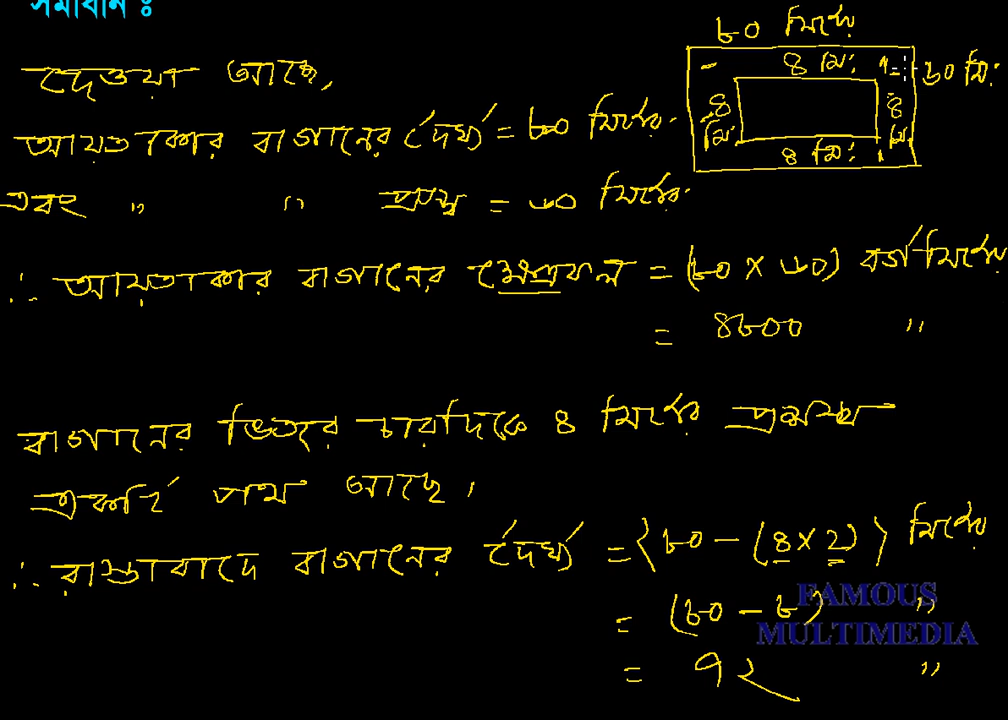 সমাধান ঃ
৮০ মিটার
দেওয়া আছে,
৪ মি:
৬০ মি:
৪ মি:
৪ মি:
৪ মি:
আয়তাকার বাগানের দৈর্ঘ্য = ৮০ মিটার
এবং " " প্রস্থ = ৬০ মিটার
∴ আয়তাকার বাগানের ক্ষেত্রফল = (৮০ × ৬০) বর্গমিটার
= ৪৮০০ "
বাগানের ভিতরে চারদিকে ৪ মিটার প্রশস্থ
একটি পথ আছে।
∴ রাস্তাবাদে বাগানের দৈর্ঘ্য = {৮০ - (৪ × 2)} মিটার
= (৮০ - ৮) "
= ৭২ "
FAMOUS
MULTIMEDIA